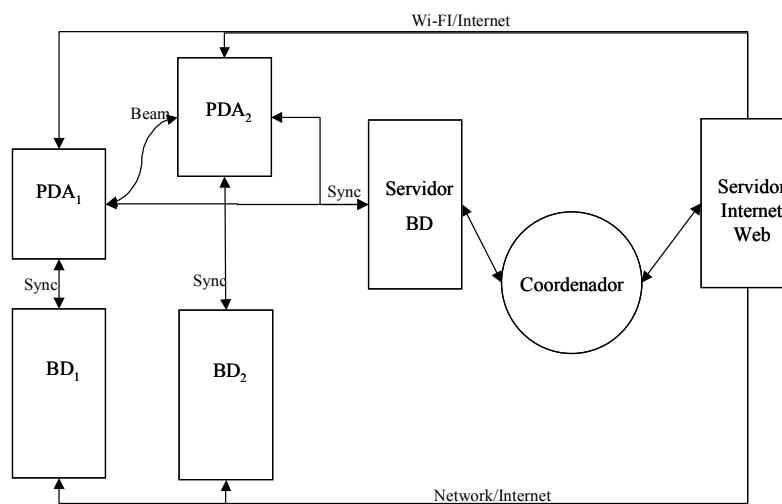 Wi-FI/Internet
Beam
PDA2
PDA1
Sync
Servidor
BD
Servidor
Internet
Web
Coordenador
Sync
Sync
BD1
BD2
Network/Internet